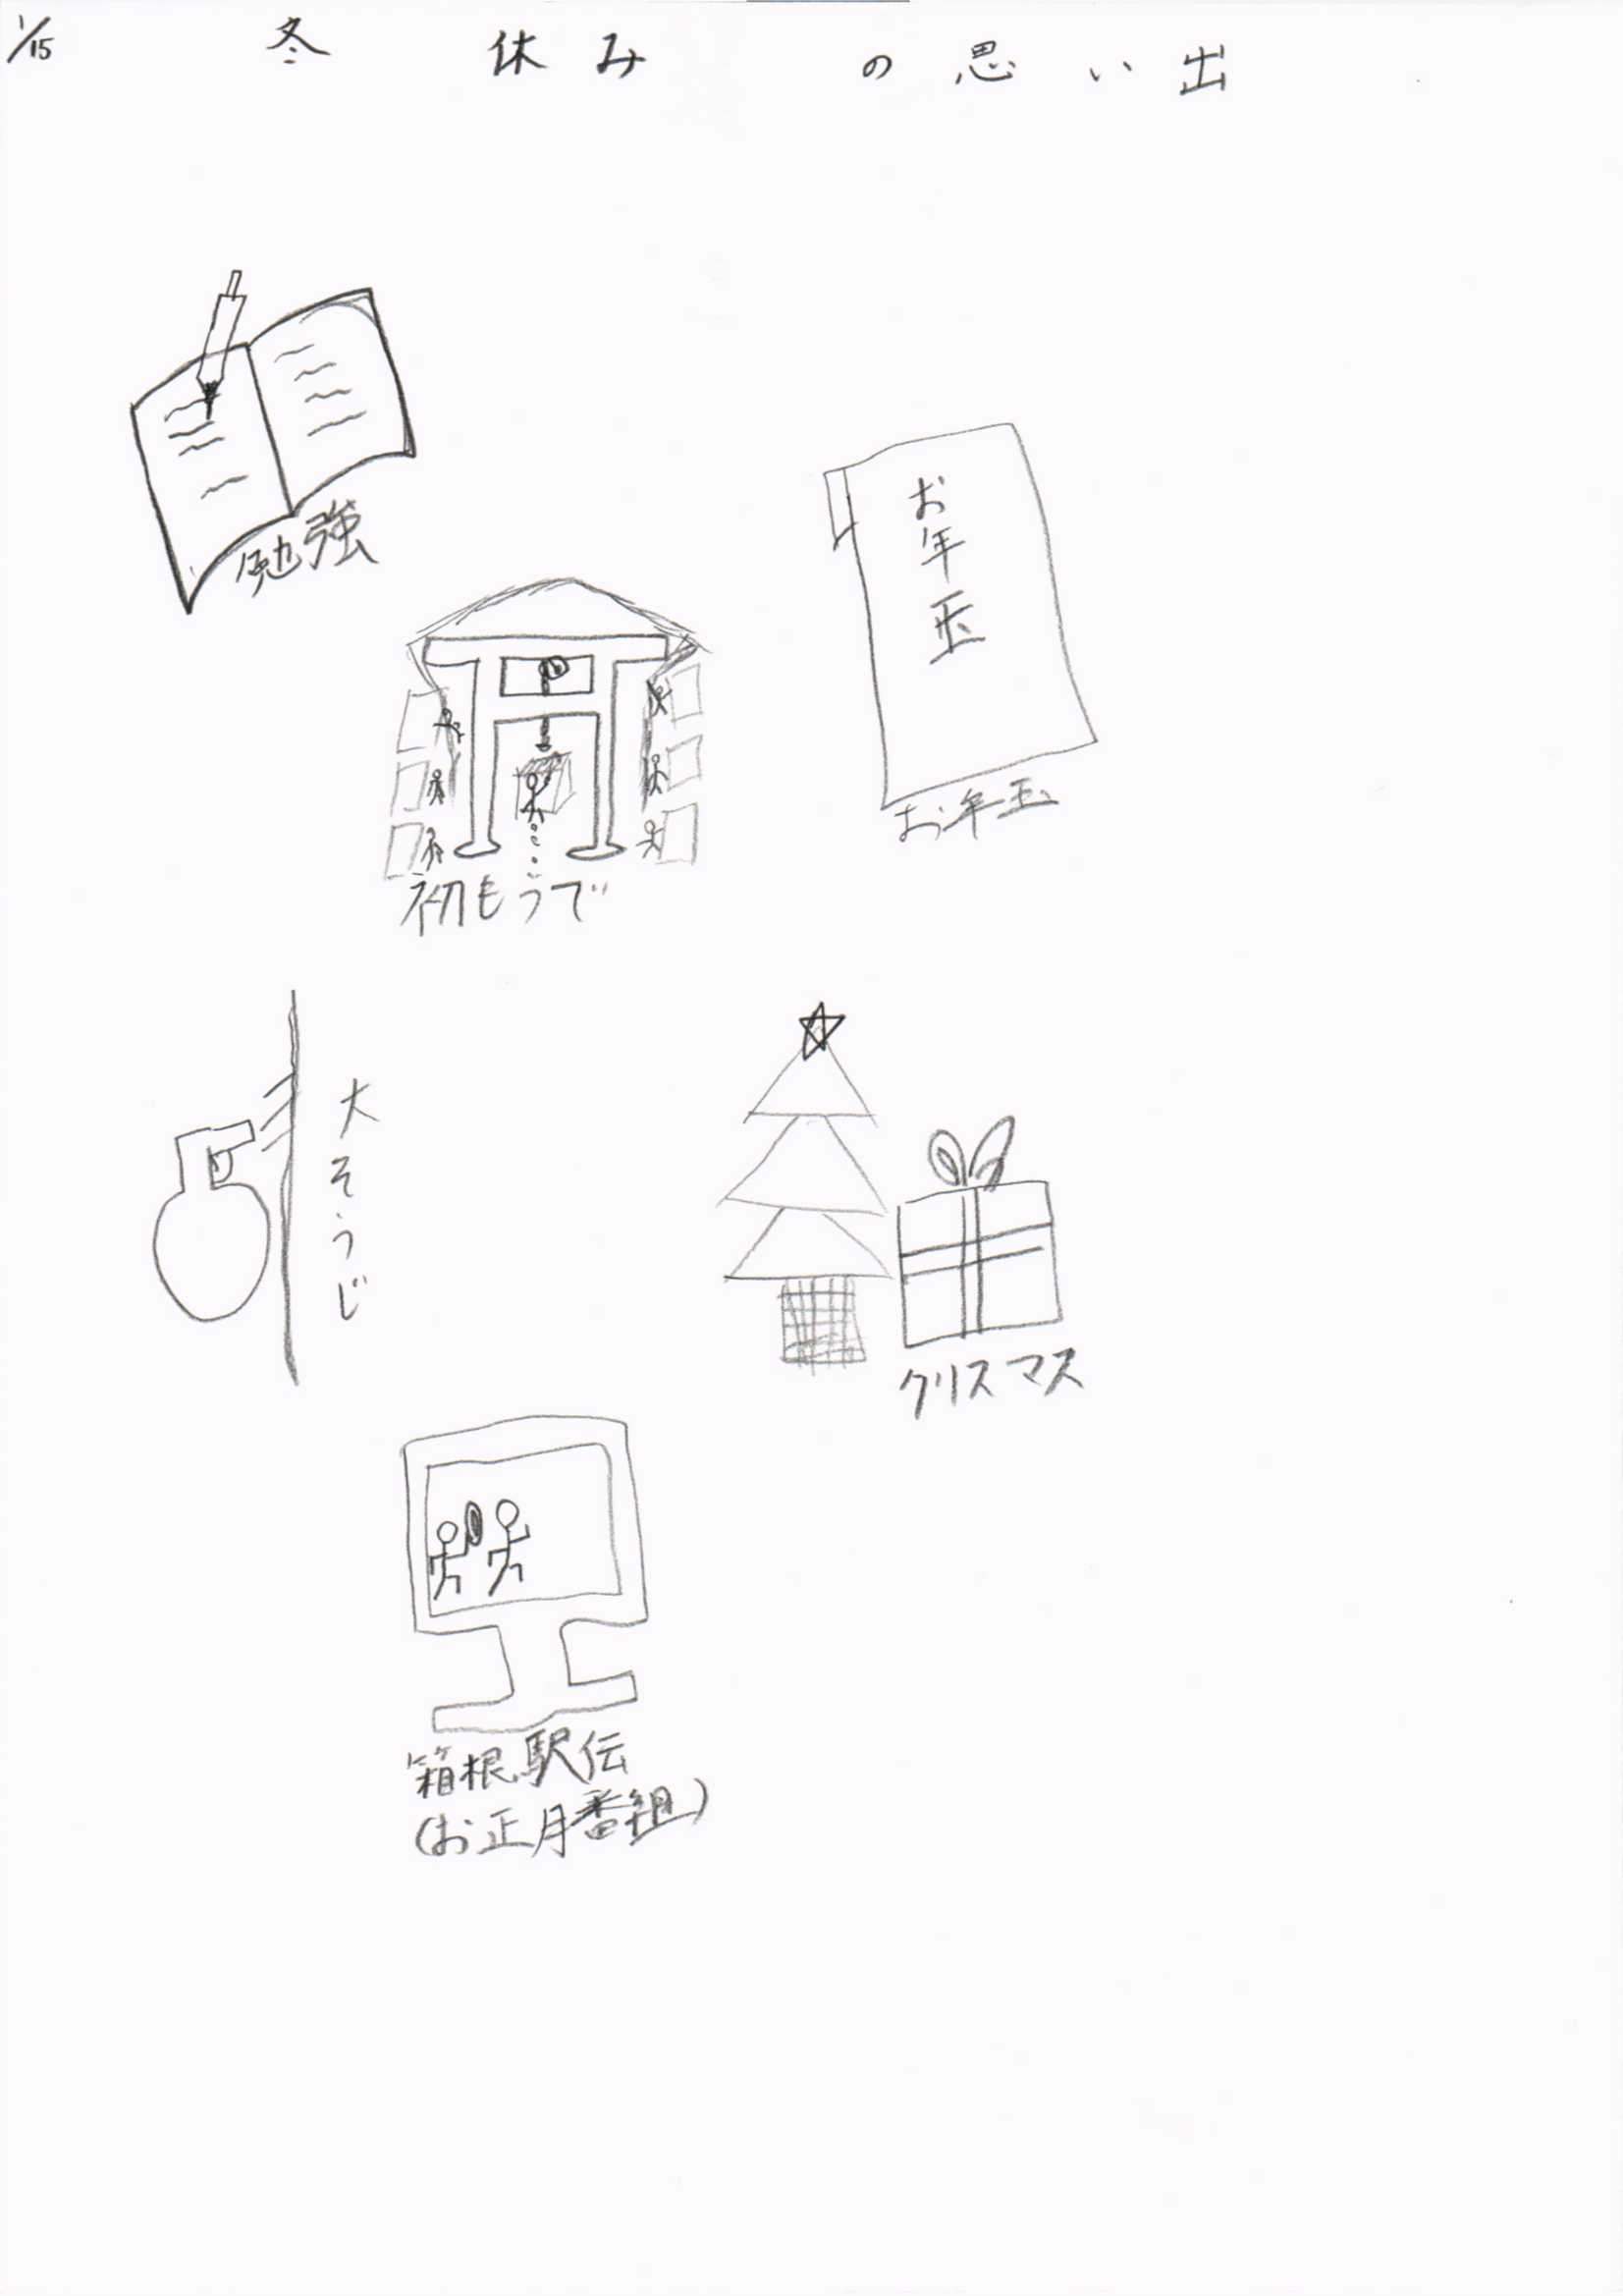 1/15
冬休みの思い出
勉強
お年玉
お年玉
初もうで
大そうじ
クリスマス
箱根駅伝
(お正月番組)